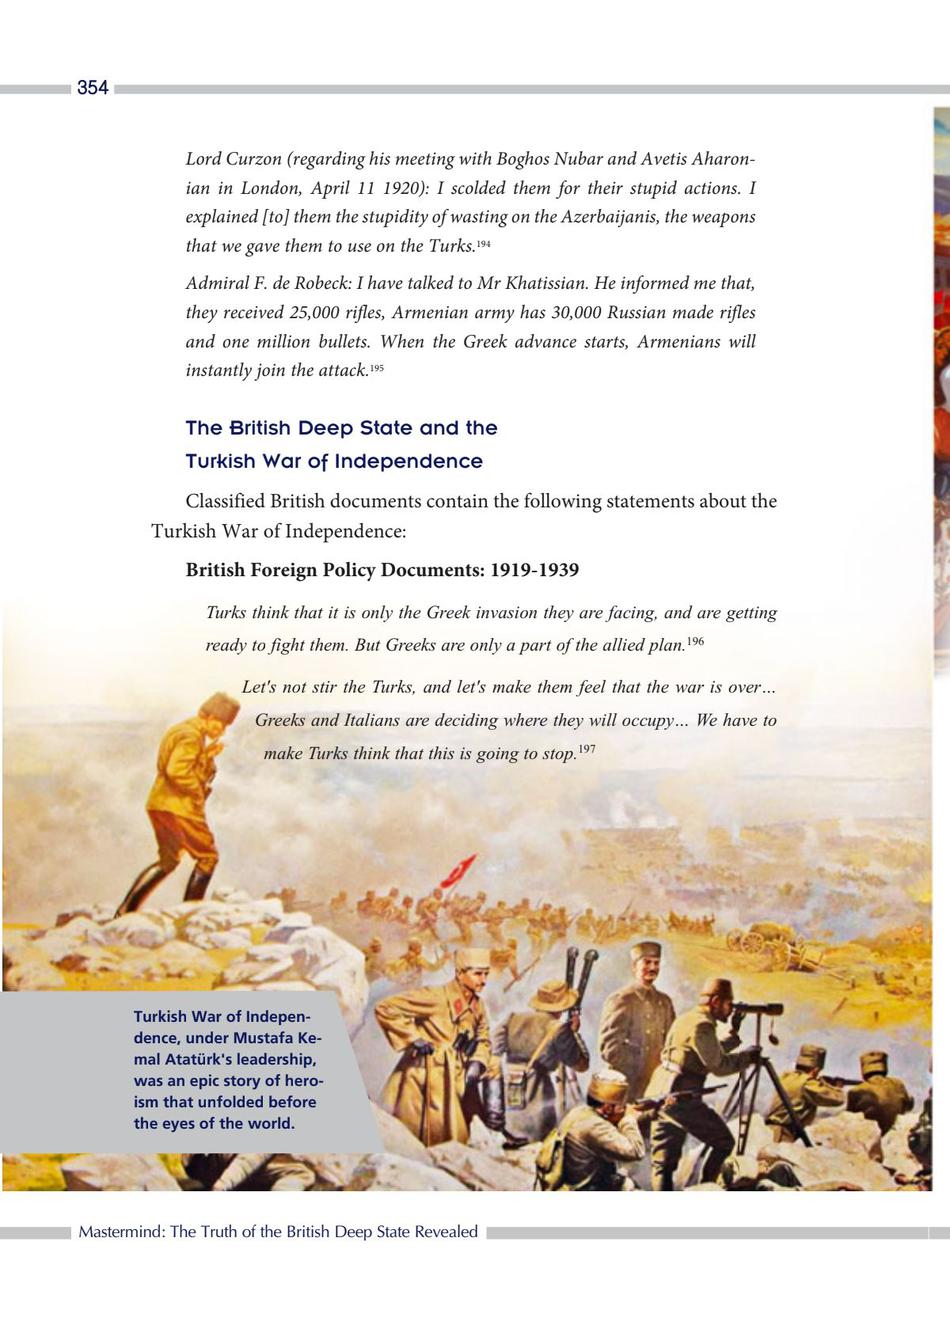 354
Lord Curzon (regarding his meeting with Boghos Nubar and Avetis Aharon-
ian in London, April 11 1920): I scolded them for their stupid actions. I
explained [to] them the stupidity of wasting on the Azerbaijanis, the weapons
that we gave them to use on the Turks.194
Admiral F. de Robeck: I have talked to Mr Khatissian. He informed me that,
they received 25,000 rifles, Armenian army has 30,000 Russian made rifles
and one million bullets. When the Greek advance starts, Armenians will
instantly join the attack.195
The British Deep State and the
Turkish War of Independence
Classified British documents contain the following statements about the
Turkish War of Independence:
British Foreign Policy Documents: 1919-1939
Turks think that it is only the Greek invasion they are facing, and are getting
ready to fight them. But Greeks are only a part of the allied plan.196
Let's not stir the Turks, and let's make them feel that the war is over...
Greeks and Italians are deciding where they will occupy... We have to
make Turks think that this is going to stop.197
Turkish War of Indepen-
dence, under Mustafa Ke-
mal Atatürk's leadership,
was an epic story of hero-
ism that unfolded before
the eyes of the world.
Mastermind: The Truth of the British Deep State Revealed